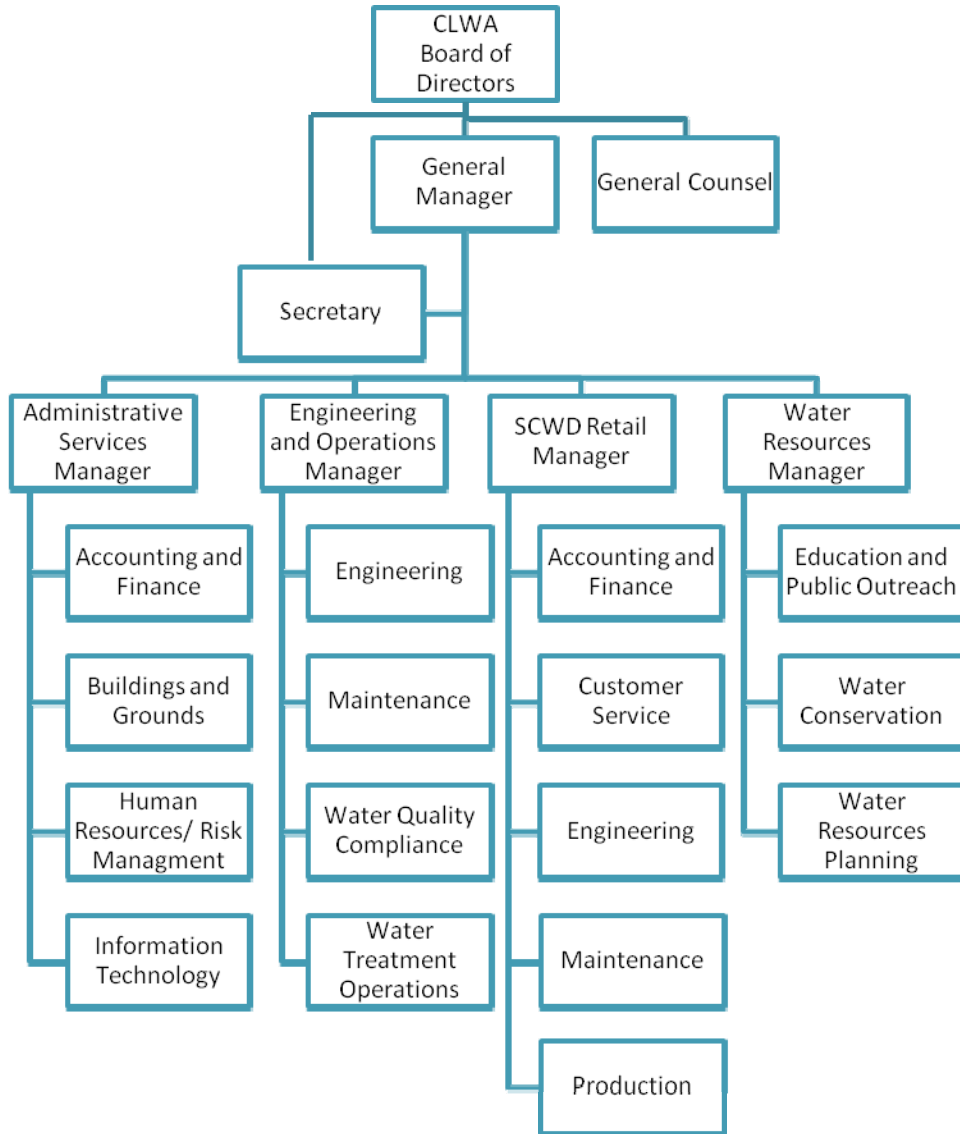 CLWA
Board of
Directors
General
Manager
General Counsel
Secretary
Administrative
Services
Manager
Engineering
and Operations
Manager
SCWD Retail
Manager
Water
Resources
Manager
Accounting and
Finance
Buildings and
Grounds
Human
Resources/ Risk
Managment
Information
Technology
Engineering
Maintenance
Water Quality
Compliance
Water
Treatment
Operations
Accounting and
Finance
Customer
Service
Engineering
Maintenance
Production
Education and
Public Outreach
Water
Conservation
Water
Resources
Planning